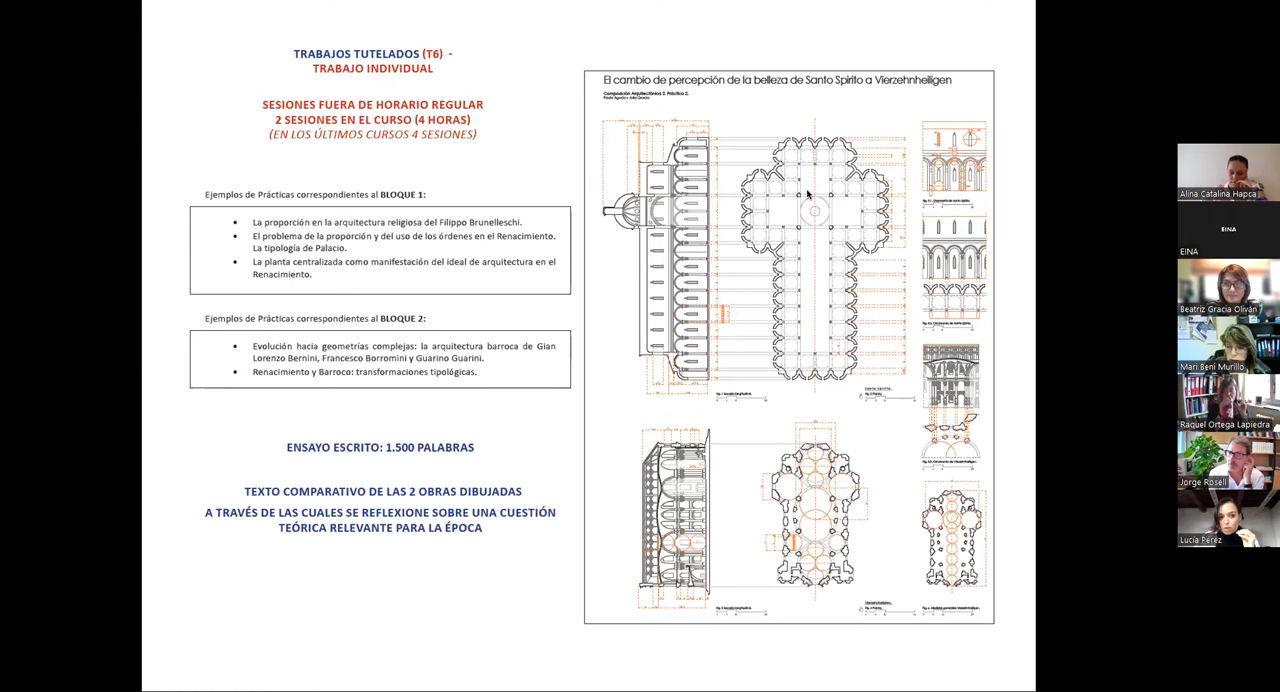 TRABAJOS TUTELADOS (T6) -
TRABAJO INDIVIDUAL
SESIONES FUERA DE HORARIO REGULAR
2 SESIONES EN EL CURSO (4 HORAS)
(EN LOS ÚLTIMOS CURSOS 4 SESIONES)
Ejemplos de Prácticas correspondientes al BLOQUE 1:
• La proporción en la arquitectura religiosa del Filippo Brunelleschi.
• El problema de la proporción y del uso de los órdenes en el Renacimiento.
La tipología de Palacio.
• La planta centralizada como manifestación del ideal de arquitectura en el
Renacimiento.
Ejemplos de Prácticas correspondientes al BLOQUE 2:
• Evolución hacia geometrías complejas: la arquitectura barroca de Gian
Lorenzo Bernini, Francesco Borromini y Guarino Guarini.
• Renacimiento y Barroco: transformaciones tipológicas.
ENSAYO ESCRITO: 1.500 PALABRAS
TEXTO COMPARATIVO DE LAS 2 OBRAS DIBUJADAS
A TRAVÉS DE LAS CUALES SE REFLEXIONE SOBRE UNA CUESTIÓN
TEÓRICA RELEVANTE PARA LA ÉPOCA
El cambio de percepción de la belleza de Santo Spirito a Vierzehnheiligen
Composición Arquitectónica 2. Práctica 2.
Alina Catalina Hapca
EINA
EINA
Beatriz Gracia Oliván
Mari Beni Murillo
Raquel Ortega Lapiedra
Jorge Rosell
Lucía Pérez